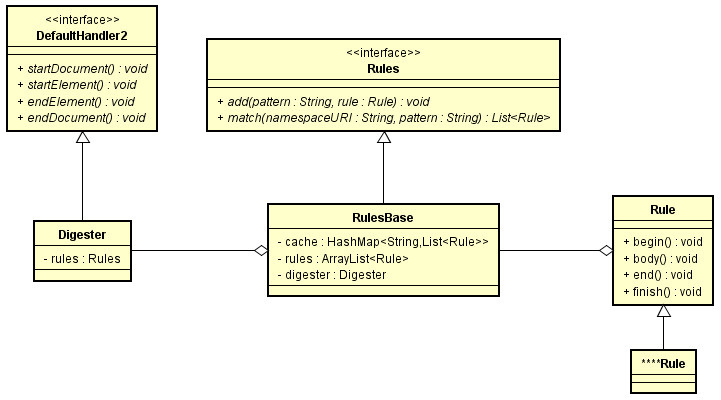 <<interface>>
DefaultHandler2
+ startDocument() : void
+ startElement() : void
+ endElement() : void
+ endDocument() : void
<<interface>>
Rules
+ add(pattern : String, rule : Rule) : void
+ match(namespaceURI : String, pattern : String) : List<Rule>
Digester
- rules : Rules
RulesBase
- cache : HashMap<String,List<Rule>>
- rules : ArrayList<Rule>
- digester : Digester
Rule
+ begin() : void
+ body() : void
+ end() : void
+ finish() : void
****Rule